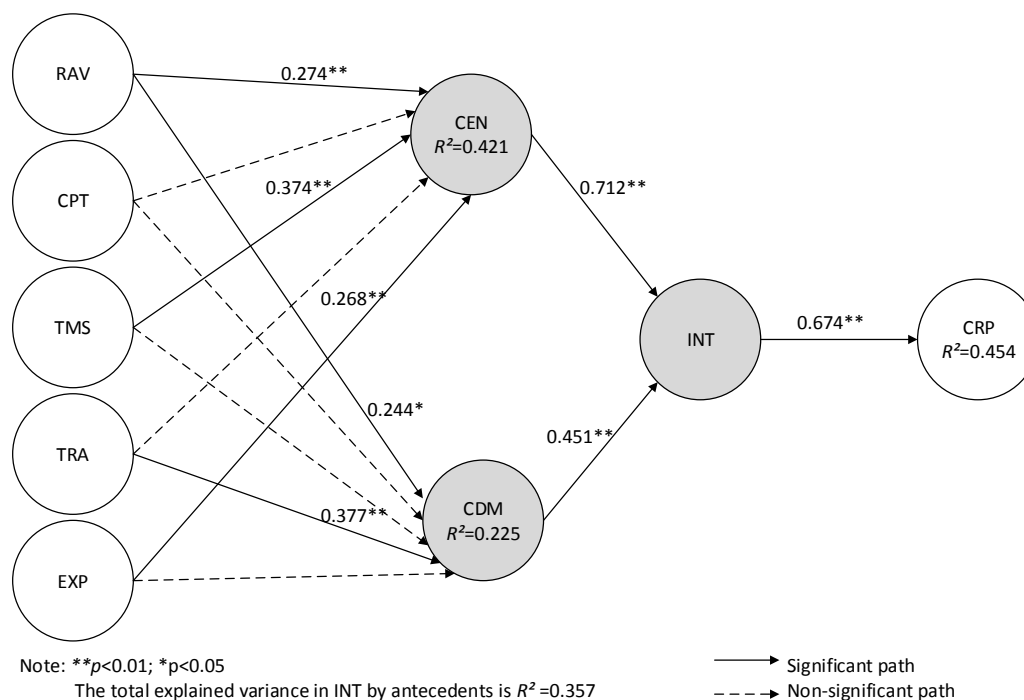 RAV
0.274**
CEN
R²=0.421
CPT
0.374**
0.712**
TMS
0.268**
INT
0.674**
CRP
R²=0.454
TRA
0.244*
0.451**
0.377**
CDM
R²=0.225
EXP
Note: **p<0.01; *p<0.05
The total explained variance in INT by antecedents is R² =0.357
Significant path
Non-significant path